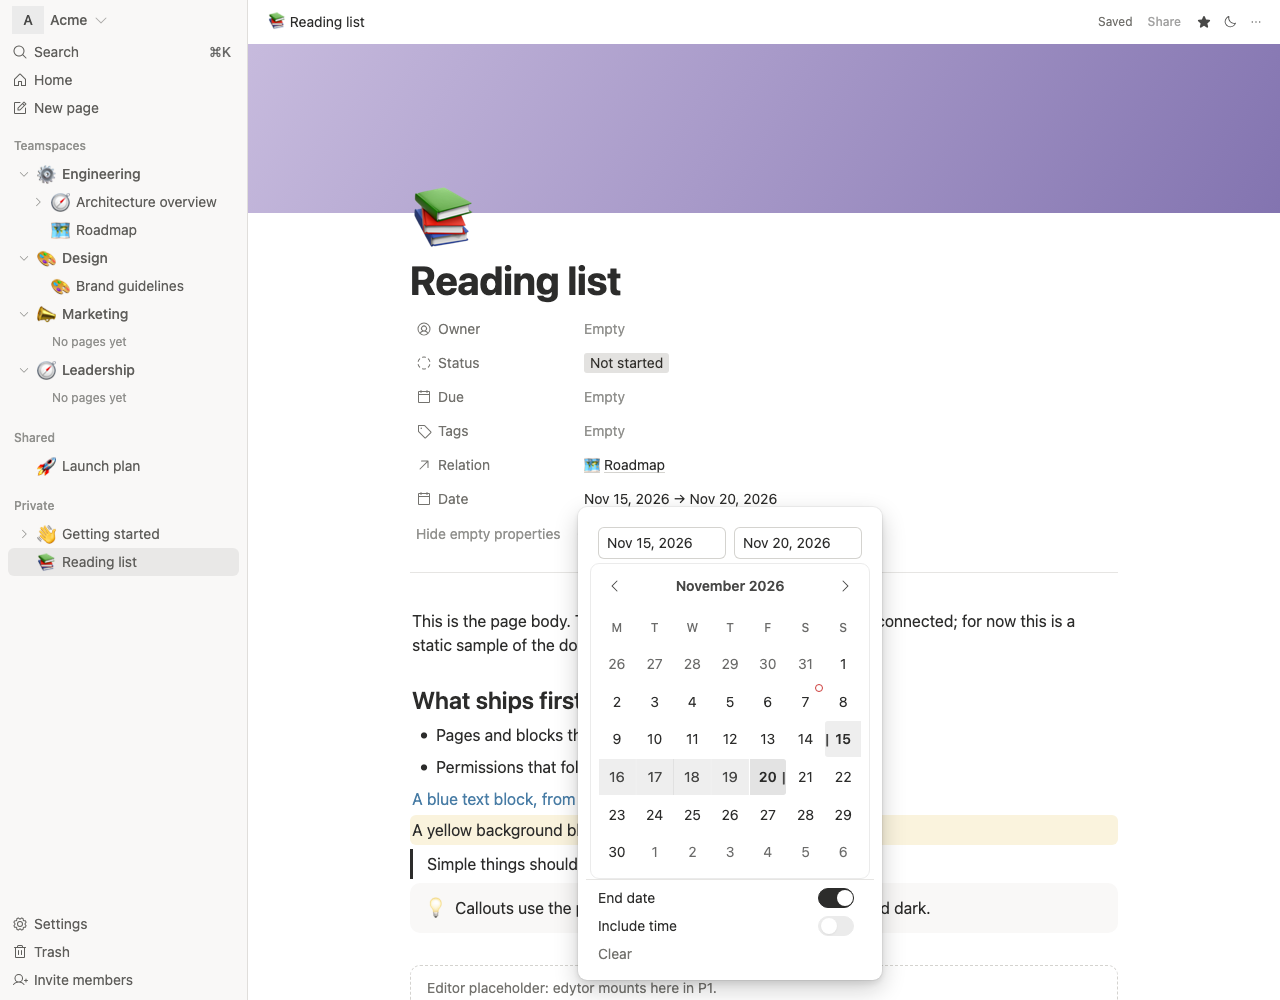 A Acme
Search ⌘K
Home
New page
Teamspaces
Engineering
Architecture overview
Roadmap
Design
Brand guidelines
Marketing
No pages yet
Leadership
No pages yet
Shared
Launch plan
Private
Getting started
Reading list
Settings
Trash
Invite members
Reading list
Saved Share
Reading list
Owner Empty
Status Not started
Due Empty
Tags Empty
Relation Roadmap
Date Nov 15, 2026 → Nov 20, 2026
Hide empty properties
Nov 15, 2026 Nov 20, 2026
November 2026
M T W T F S S
26 27 28 29 30 31 1
2 3 4 5 6 7 8
9 10 11 12 13 14 15
16 17 18 19 20 21 22
23 24 25 26 27 28 29
30 1 2 3 4 5 6
End date
Include time
Clear
This is the page body. connected; for now this is a
static sample of the do
What ships first
• Pages and blocks th
• Permissions that fol
A blue text block, from
A yellow background bl
Simple things should
Callouts use the d dark.
Editor placeholder: edytor mounts here in P1.